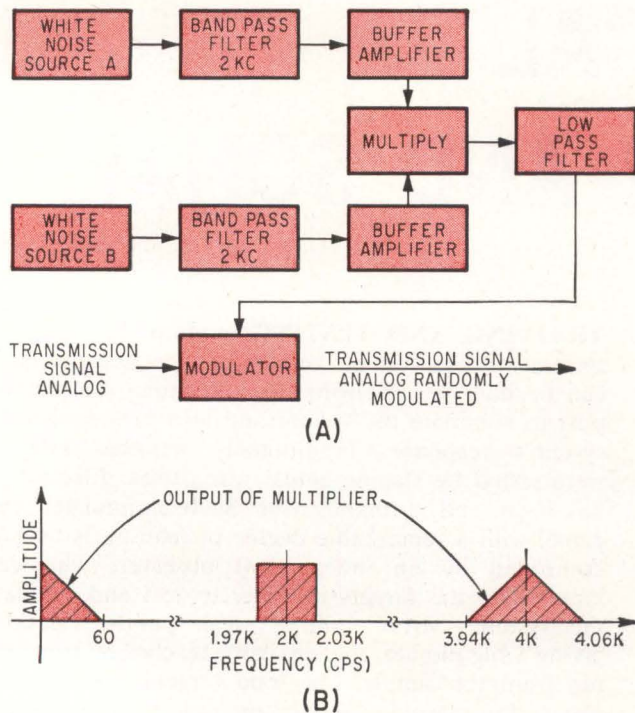 WHITE
NOISE
SOURCE A
BAND PASS
FILTER
2 KC
BUFFER
AMPLIFIER
MULTIPLY
LOW
PASS
FILTER
WHITE
NOISE
SOURCE B
BAND PASS
FILTER
2 KC
BUFFER
AMPLIFIER
TRANSMISSION
SIGNAL
ANALOG
MODULATOR
TRANSMISSION SIGNAL
ANALOG RANDOMLY
MODULATED
(A)
OUTPUT OF MULTIPLIER
AMPLITUDE
60
1.97K
2K
2.03K
3.94K
4K
4.06K
FREQUENCY (CPS)
(B)